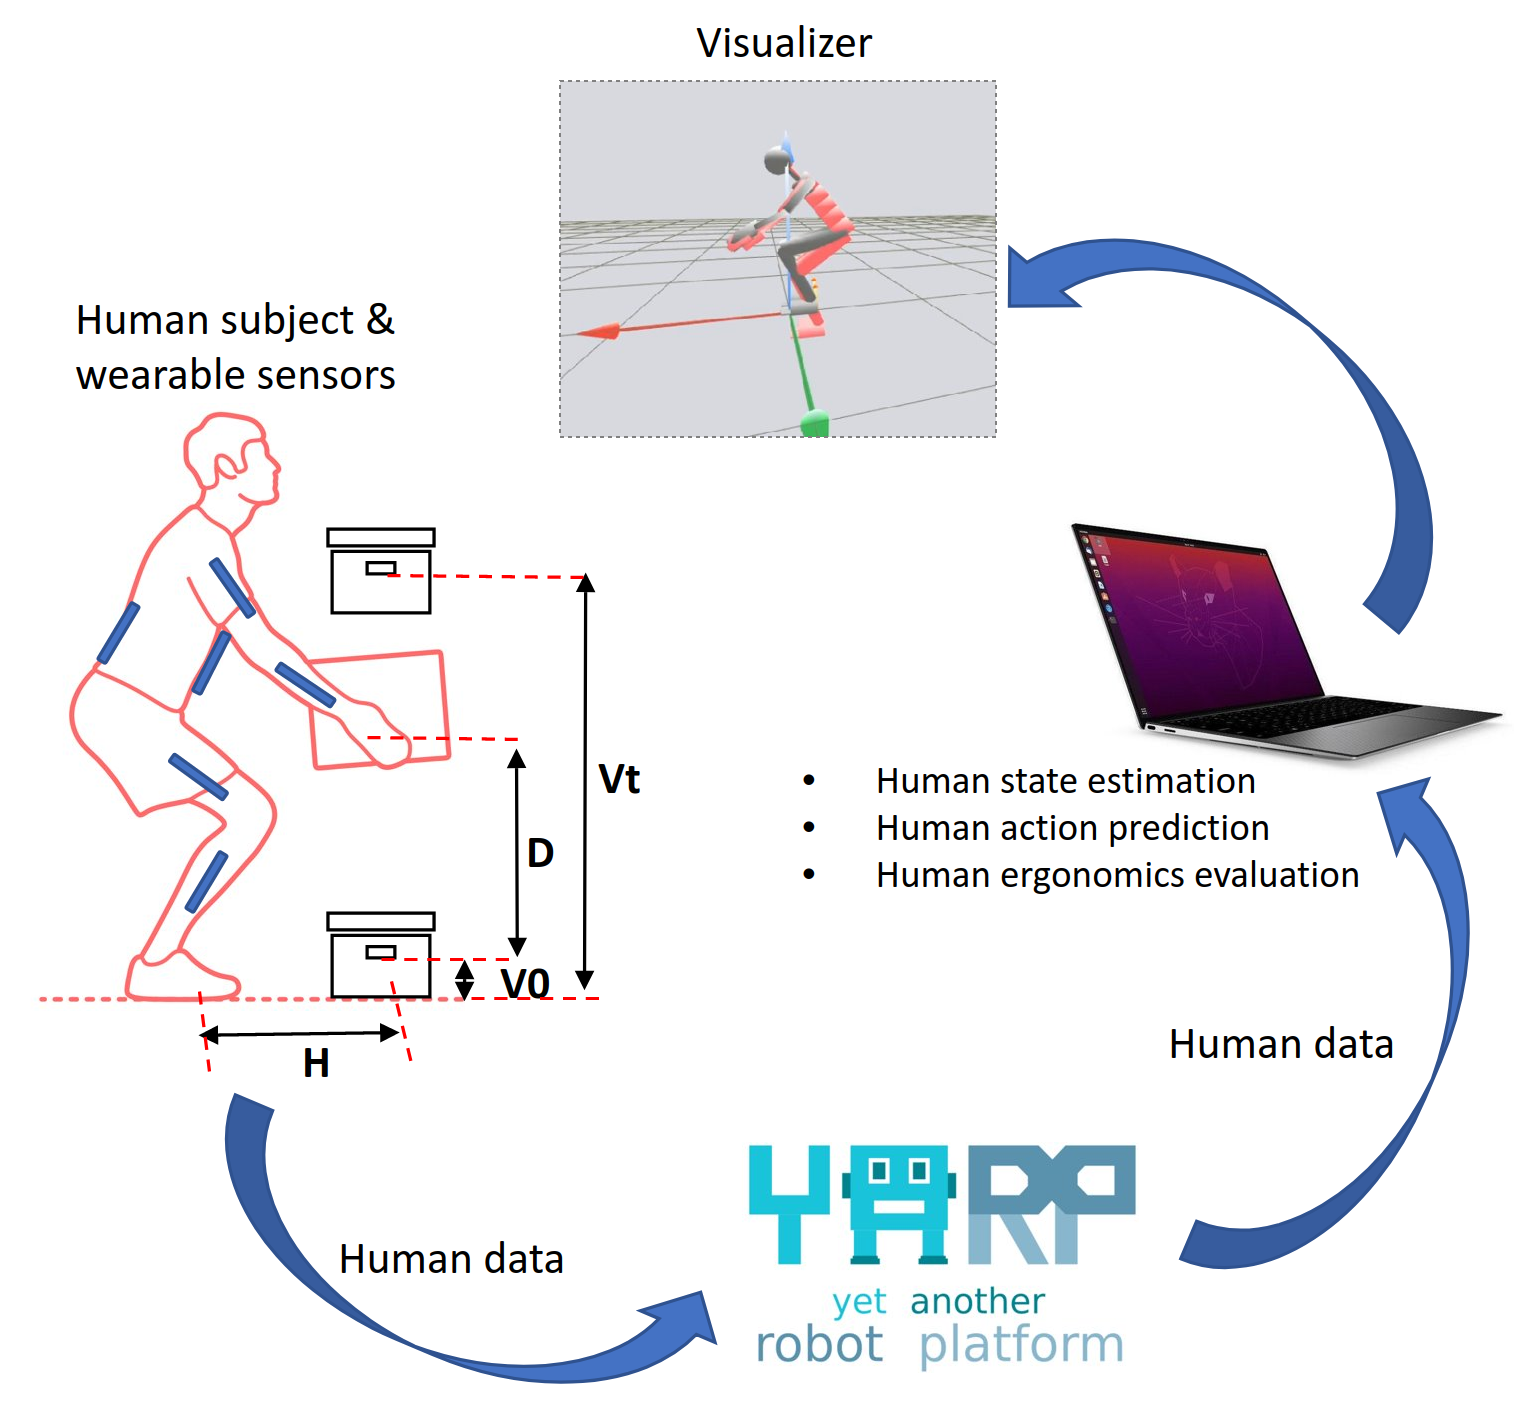 Visualizer
Human subject &
wearable sensors
Vt
D
V0
H
• Human state estimation
• Human action prediction
• Human ergonomics evaluation
Human data
Human data
YARP
yet another
robot platform